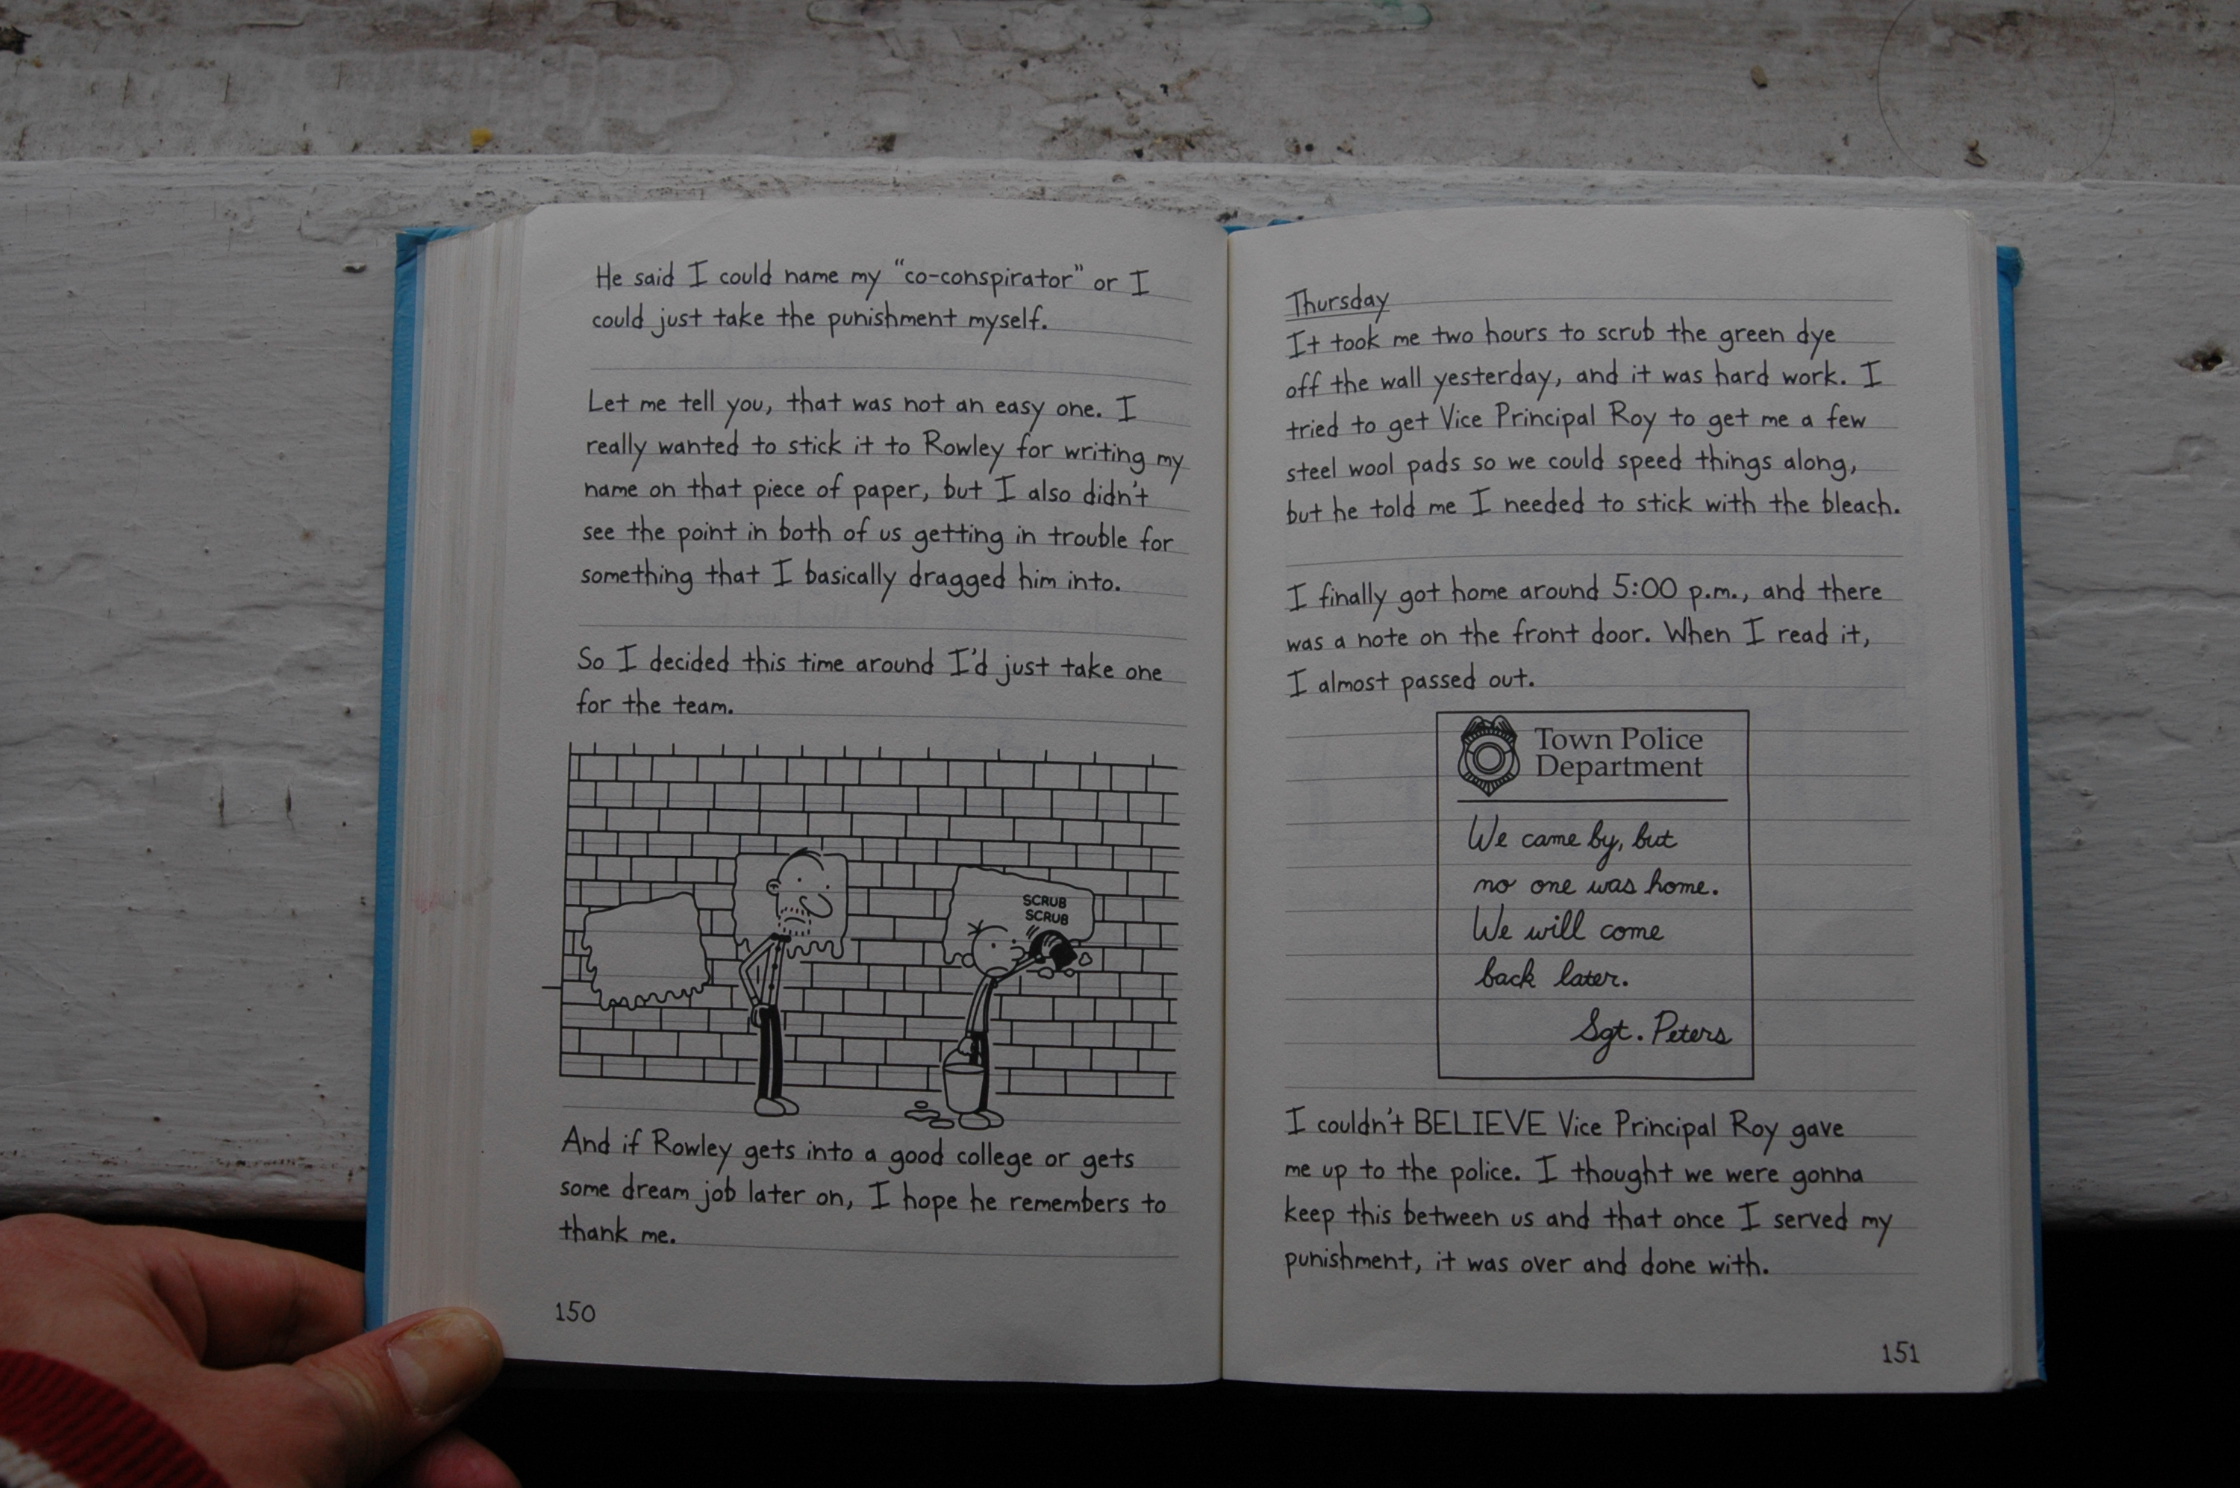 He said I could name my “co-conspirator” or I
could just take the punishment myself.
Let me tell you, that was not an easy one. I
really wanted to stick it to Rowley for writing my
name on that piece of paper, but I also didn't
see the point in both of us getting in trouble for
something that I basically dragged him into.
So I decided this time around I'd just take one
for the team.
SCRUB
SCRUB
And if Rowley gets into a good college or gets
some dream job later on, I hope he remembers to
thank me.
150
Thursday
It took me two hours to scrub the green dye
off the wall yesterday, and it was hard work. I
tried to get Vice Principal Roy to get me a few
steel wool pads so we could speed things along,
but he told me I needed to stick with the bleach.
I finally got home around 5:00 p.m., and there
was a note on the front door. When I read it,
I almost passed out.
Town Police
Department
We came by, but
no one was home.
We will come
back later.
Sgt. Peters
I couldn't BELIEVE Vice Principal Roy gave
me up to the police. I thought we were gonna
keep this between us and that once I served my
punishment, it was over and done with.
151